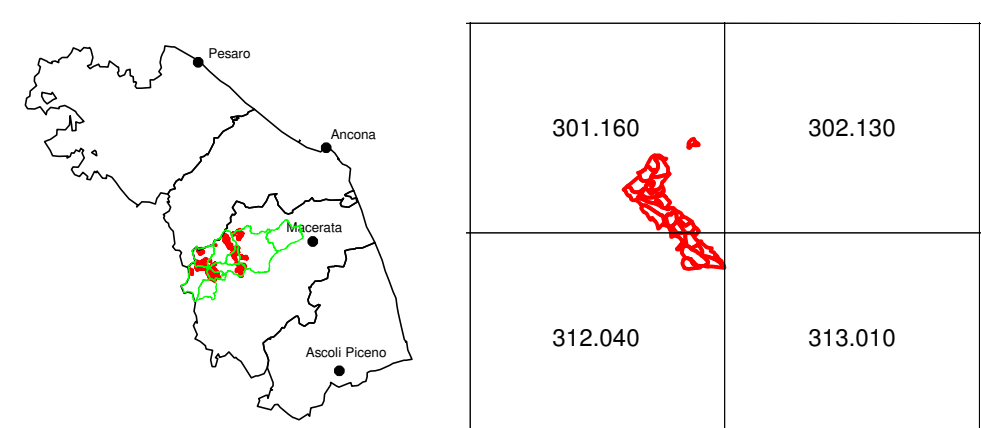 Pesaro
Ancona
Macerata
Ascoli Piceno
301.160
302.130
312.040
313.010